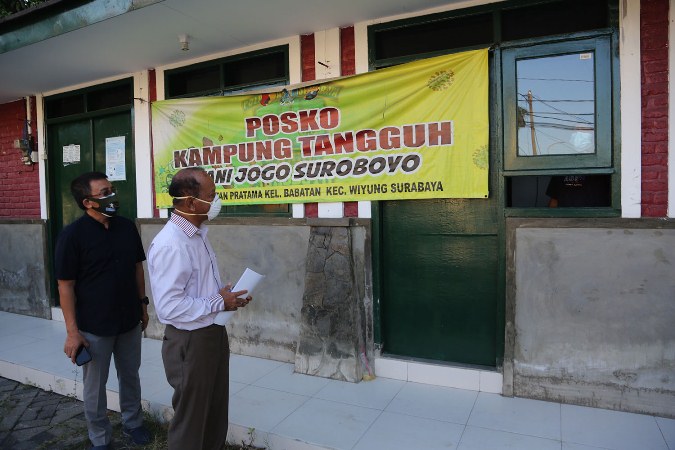 POSKO
KAMPUNG TANGGUH
WANI JOGO SUROBOYO
PRATAMA KEL. BABATAN KEC. WIYUNG SURABAYA